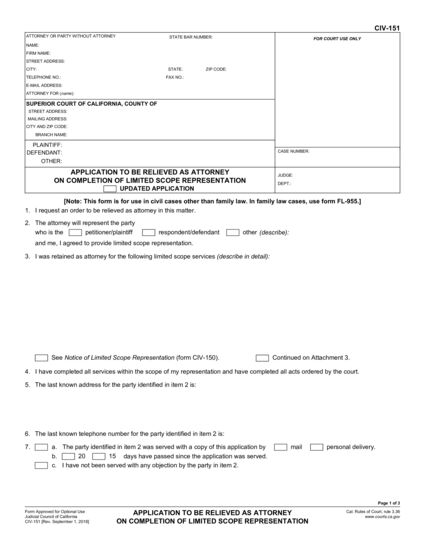 CIV-151
ATTORNEY OR PARTY WITHOUT ATTORNEY STATE BAR NUMBER:
FOR COURT USE ONLY
NAME:
FIRM NAME:
STREET ADDRESS:
CITY: STATE: ZIP CODE:
TELEPHONE NO.: FAX NO.:
E-MAIL ADDRESS:
ATTORNEY FOR (name):
SUPERIOR COURT OF CALIFORNIA, COUNTY OF
STREET ADDRESS:
MAILING ADDRESS:
CITY AND ZIP CODE:
BRANCH NAME:
PLAINTIFF:
DEFENDANT:
OTHER:
CASE NUMBER:
APPLICATION TO BE RELIEVED AS ATTORNEY
ON COMPLETION OF LIMITED SCOPE REPRESENTATION
UPDATED APPLICATION
JUDGE:
DEPT.:
[Note: This form is for use in civil cases other than family law. In family law cases, use form FL-955.]
1. I request an order to be relieved as attorney in this matter.
2. The attorney will represent the party
who is the petitioner/plaintiff respondent/defendant other (describe):
and me, I agreed to provide limited scope representation.
3. I was retained as attorney for the following limited scope services (describe in detail):
See Notice of Limited Scope Representation (form CIV-150). Continued on Attachment 3.
4. I have completed all services within the scope of my representation and have completed all acts ordered by the court.
5. The last known address for the party identified in item 2 is:
6. The last known telephone number for the party identified in item 2 is:
7. a. The party identified in item 2 was served with a copy of this application by mail personal delivery.
b. 20 15 days have passed since the application was served.
c. I have not been served with any objection by the party in item 2.
Page 1 of 3
Form Approved for Optional Use
Judicial Council of California
CIV-151 [Rev. September 1, 2018]
APPLICATION TO BE RELIEVED AS ATTORNEY
ON COMPLETION OF LIMITED SCOPE REPRESENTATION
Cal. Rules of Court, rule 3.36
www.courts.ca.gov